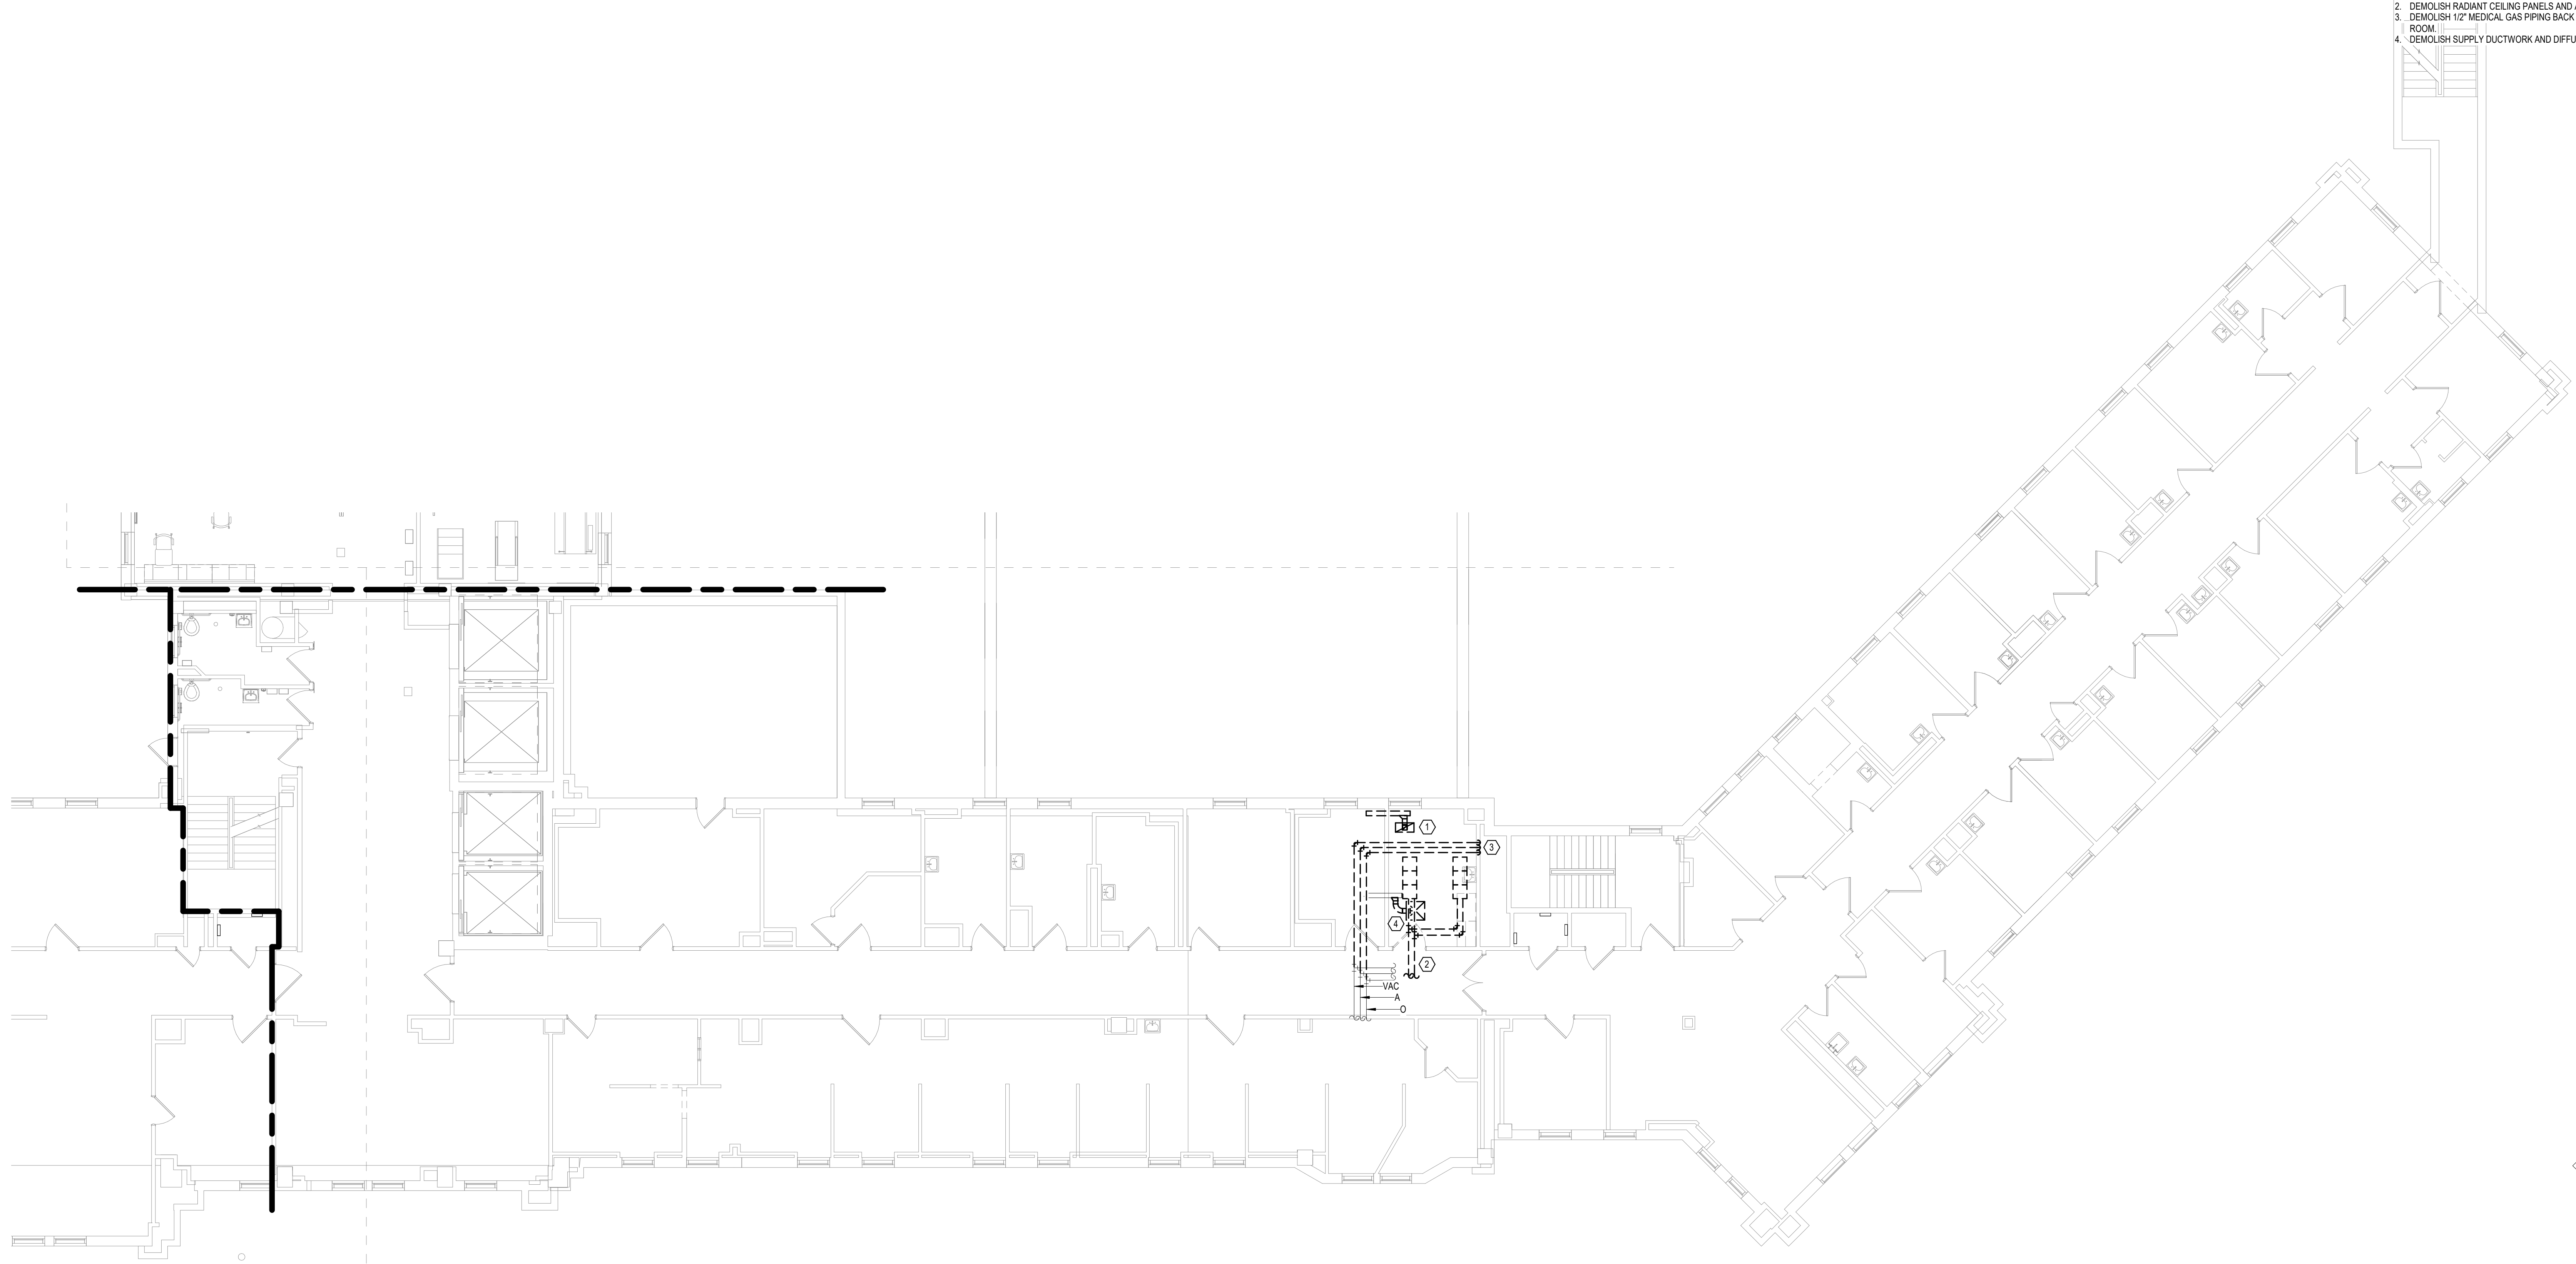 2. DEMOLISH RADIANT CEILING PANELS AND
3. DEMOLISH 1/2" MEDICAL GAS PIPING BACK
ROOM.
4. DEMOLISH SUPPLY DUCTWORK AND DIFFU
1
3
4
2
VAC
A
O